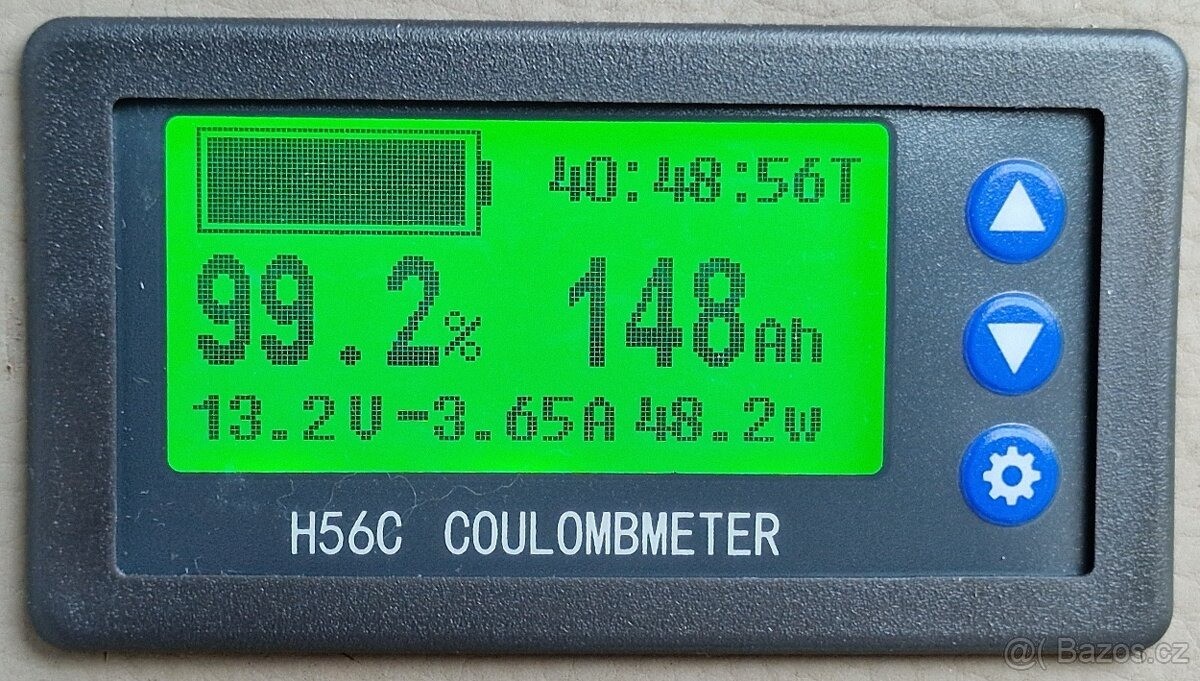 40:48:56T
99.2% 148Ah
13.2V-3.65A 48.2w
H56C COULOMBMETER
@( Bazos.cz